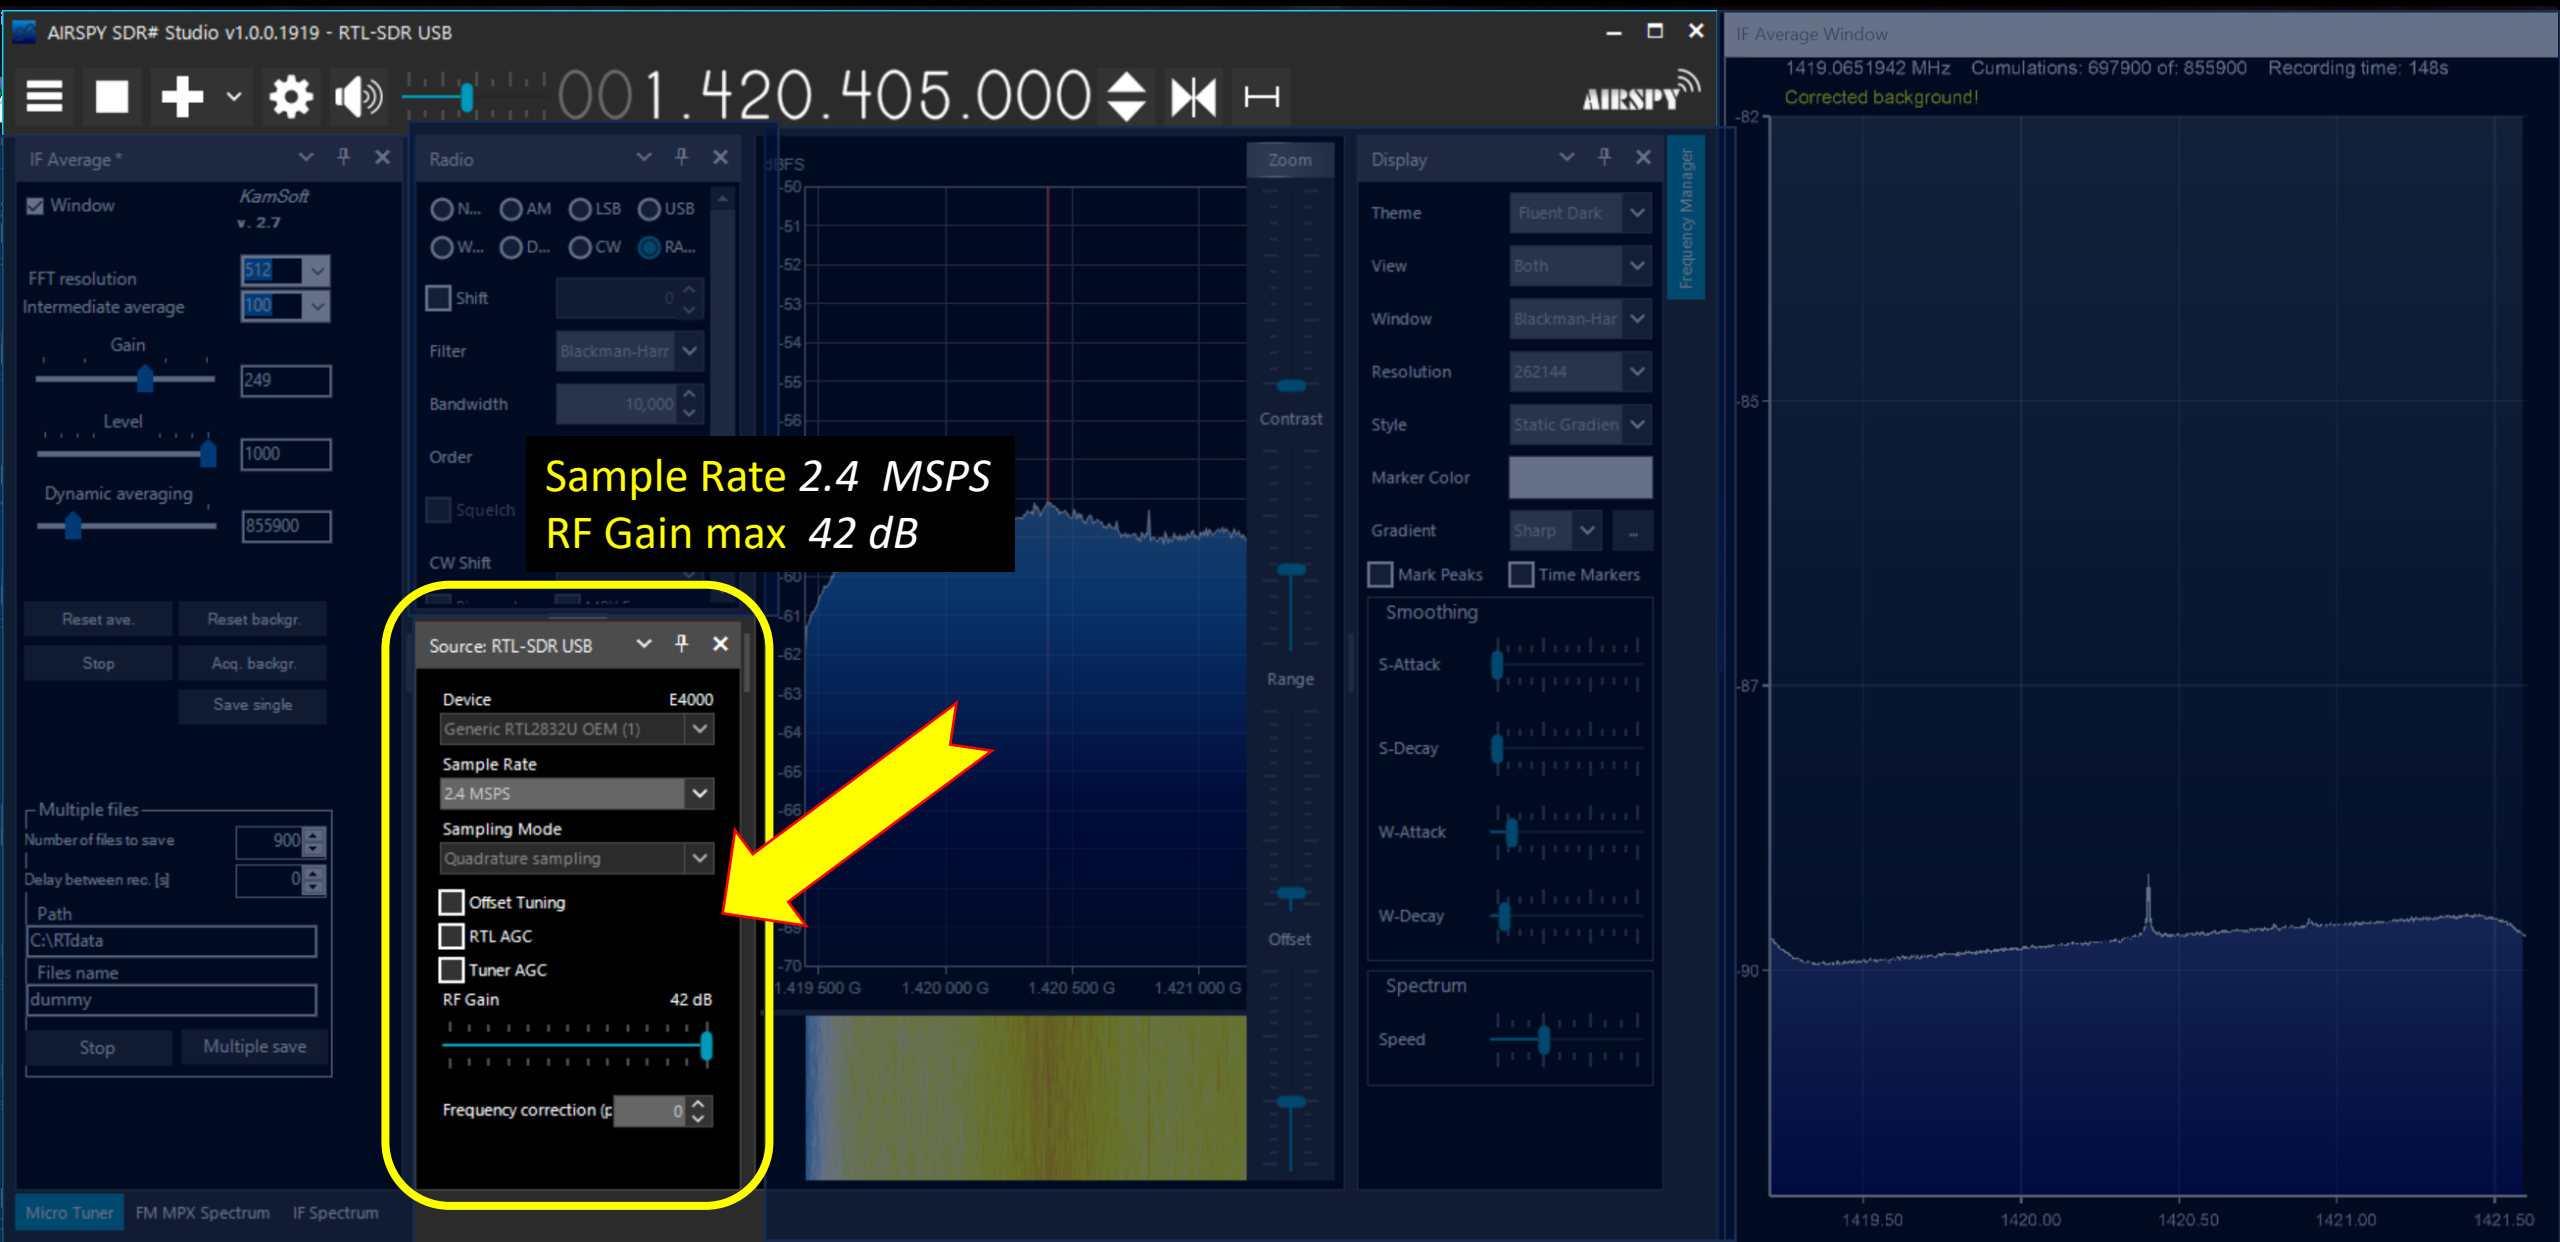 AIRSPY SDR# Studio v1.0.0.1919 - RTL-SDR USB
001.420.405.000
AIRSPY
IF Average *
Window
KamSoft
v. 2.7
FFT resolution 512
Intermediate average 100
Gain
249
Level
1000
Dynamic averaging
855900
Reset ave. Reset backgr.
Stop Acq. backgr.
Save single
Multiple files
Number of files to save 900
Delay between rec. [s] 0
Path
C:\RTdata
Files name
dummy
Stop Multiple save
Micro Tuner FM MPX Spectrum IF Spectrum
Radio
N... AM LSB USB
W... D... CW RA...
Shift 0
Filter Blackman-Harr
Bandwidth 10,000
Order
Squelch
CW Shift
Sample Rate 2.4 MSPS
RF Gain max 42 dB
Source: RTL-SDR USB
Device E4000
Generic RTL2832U OEM (1)
Sample Rate
2.4 MSPS
Sampling Mode
Quadrature sampling
Offset Tuning
RTL AGC
Tuner AGC
RF Gain 42 dB
Frequency correction (p 0
BFS
-50
-51
-52
-53
-54
-55
-56
-60
-61
-62
-63
-64
-65
-66
-69
-70
1.419 500 G 1.420 000 G 1.420 500 G 1.421 000 G
Zoom
Contrast
Range
Offset
Display
Theme Fluent Dark
View Both
Window Blackman-Har
Resolution 262144
Style Static Gradien
Marker Color
Gradient Sharp ...
Mark Peaks Time Markers
Smoothing
S-Attack
S-Decay
W-Attack
W-Decay
Spectrum
Speed
Frequency Manager
IF Average Window
1419.0651942 MHz Cumulations: 697900 of: 855900 Recording time: 148s
Corrected background!
-82
-85
-87
-90
1419.50 1420.00 1420.50 1421.00 1421.50